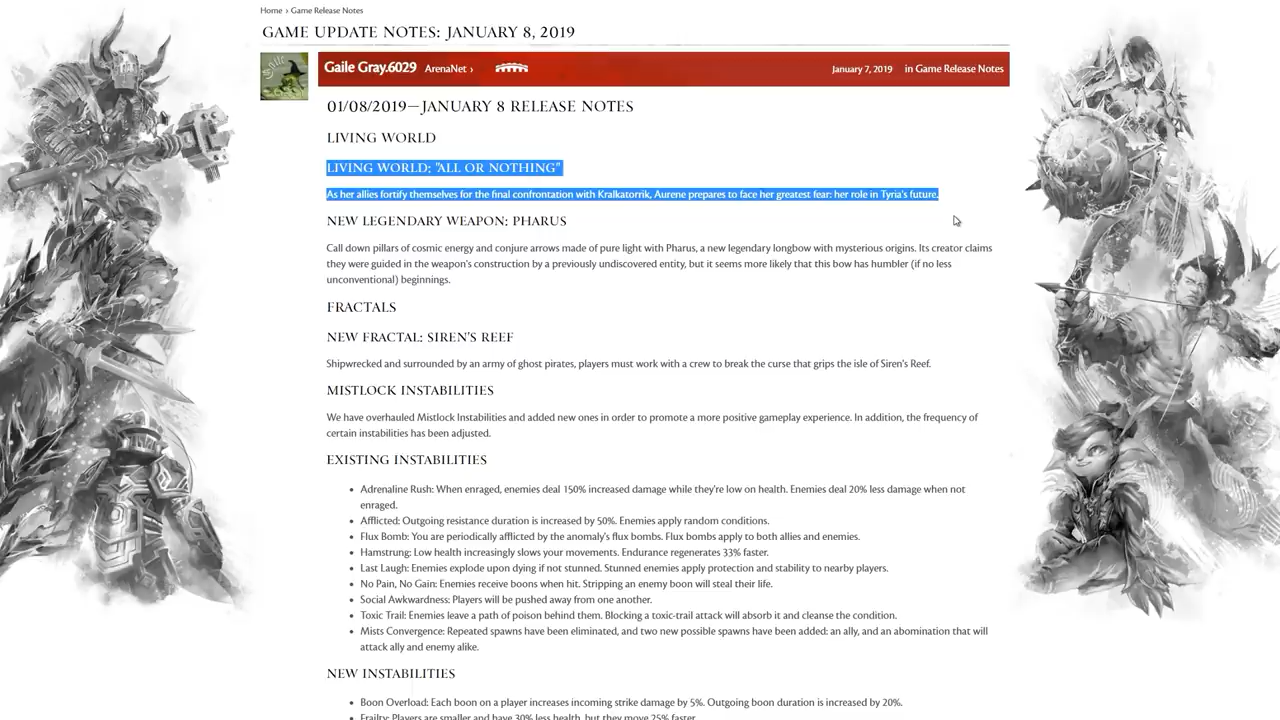 Home › Game Release Notes
GAME UPDATE NOTES: JANUARY 8, 2019
Gaile Gray.6029 ArenaNet › January 7, 2019 in Game Release Notes
01/08/2019—JANUARY 8 RELEASE NOTES
LIVING WORLD
LIVING WORLD: "ALL OR NOTHING"
As her allies fortify themselves for the final confrontation with Kralkatorrik, Aurene prepares to face her greatest fear: her role in Tyria's future.
NEW LEGENDARY WEAPON: PHARUS
Call down pillars of cosmic energy and conjure arrows made of pure light with Pharus, a new legendary longbow with mysterious origins. Its creator claims
they were guided in the weapon's construction by a previously undiscovered entity, but it seems more likely that this bow has humbler (if no less
unconventional) beginnings.
FRACTALS
NEW FRACTAL: SIREN'S REEF
Shipwrecked and surrounded by an army of ghost pirates, players must work with a crew to break the curse that grips the isle of Siren's Reef.
MISTLOCK INSTABILITIES
We have overhauled Mistlock Instabilities and added new ones in order to promote a more positive gameplay experience. In addition, the frequency of
certain instabilities has been adjusted.
EXISTING INSTABILITIES
• Adrenaline Rush: When enraged, enemies deal 150% increased damage while they're low on health. Enemies deal 20% less damage when not
enraged.
• Afflicted: Outgoing resistance duration is increased by 50%. Enemies apply random conditions.
• Flux Bomb: You are periodically afflicted by the anomaly's flux bombs. Flux bombs apply to both allies and enemies.
• Hamstrung: Low health increasingly slows your movements. Endurance regenerates 33% faster.
• Last Laugh: Enemies explode upon dying if not stunned. Stunned enemies apply protection and stability to nearby players.
• No Pain, No Gain: Enemies receive boons when hit. Stripping an enemy boon will steal their life.
• Social Awkwardness: Players will be pushed away from one another.
• Toxic Trail: Enemies leave a path of poison behind them. Blocking a toxic-trail attack will absorb it and cleanse the condition.
• Mists Convergence: Repeated spawns have been eliminated, and two new possible spawns have been added: an ally, and an abomination that will
attack ally and enemy alike.
NEW INSTABILITIES
• Boon Overload: Each boon on a player increases incoming strike damage by 5%. Outgoing boon duration is increased by 20%.
• Frailty: Players are smaller and have 30% less health, but they move 25% faster.